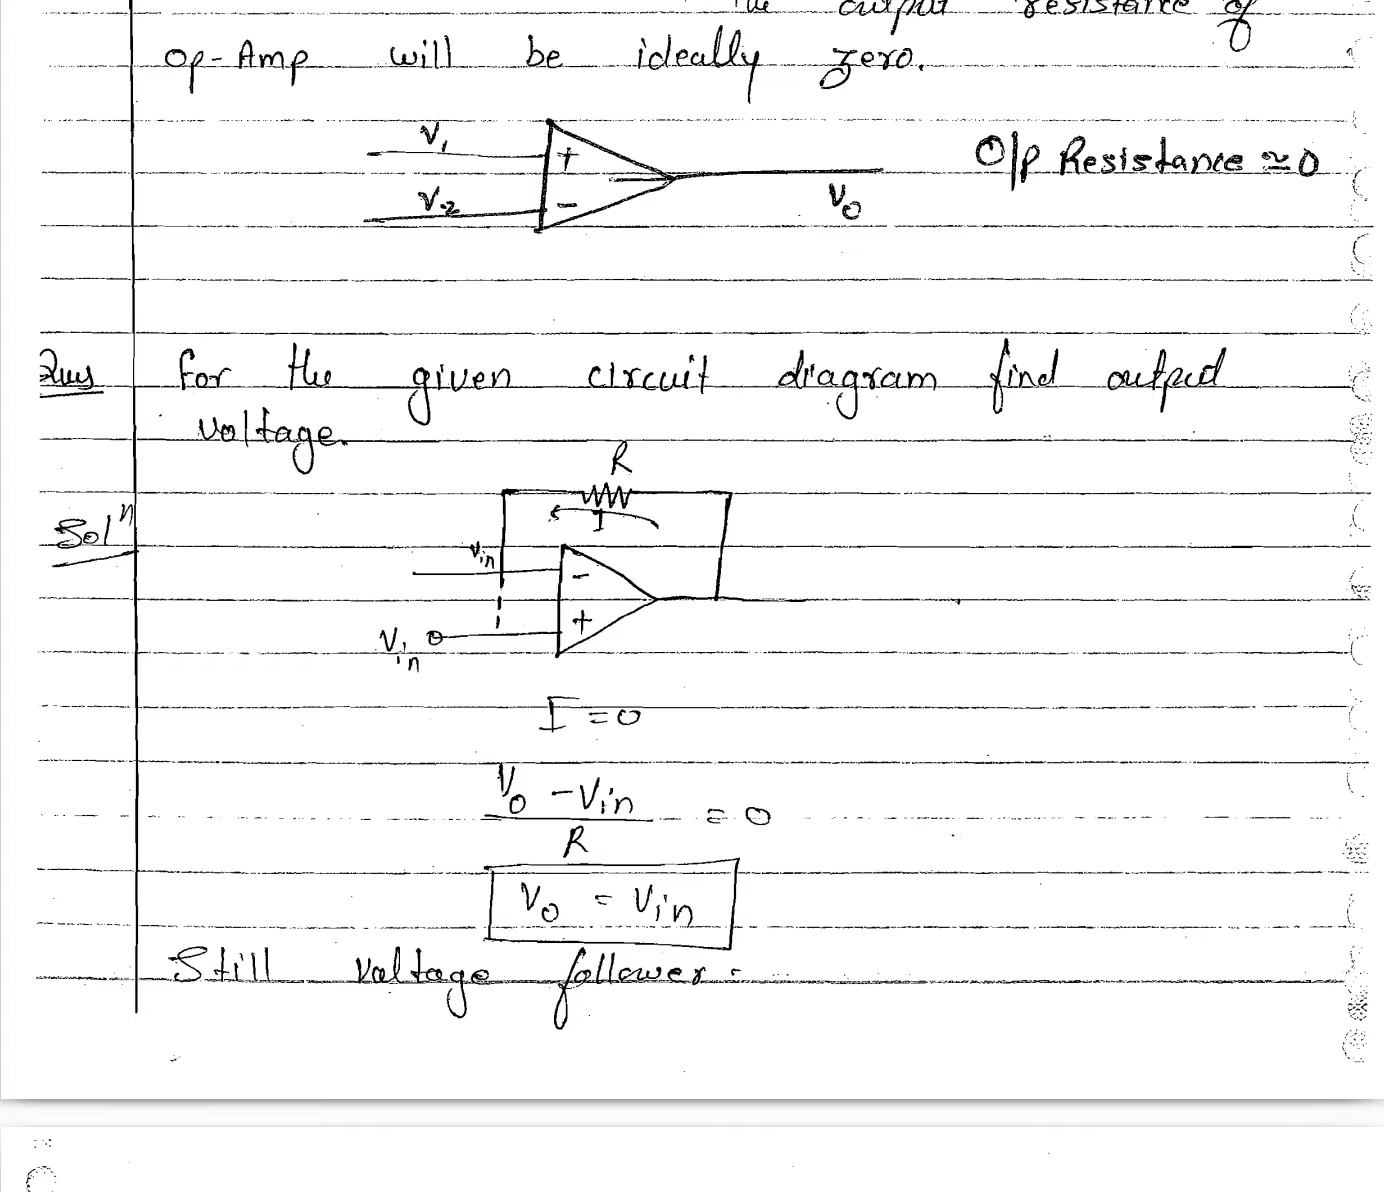 The output resistance of
op-Amp will be ideally zero.
V1
+
O/P Resistance ≈ 0
V2
-
Vo
Ques for the given circuit diagram find output
voltage.
R
Solⁿ
I
Vin
-
+
Vin
I = 0
Vo - Vin
= 0
R
Vo = Vin
Still voltage follower.